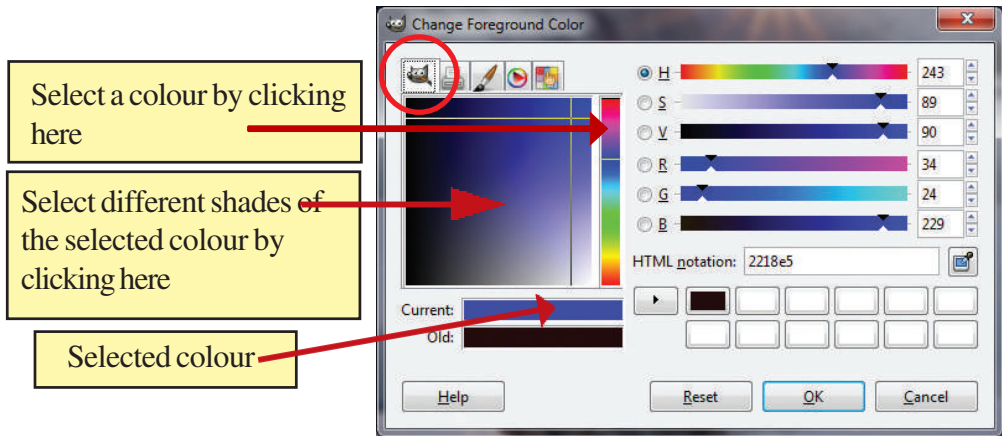 Change Foreground Color
Select a colour by clicking
here
Select different shades of
the selected colour by
clicking here
Selected colour
H 243
S 89
V 90
R 34
G 24
B 229
HTML notation: 2218e5
Current:
Old:
Help
Reset
OK
Cancel